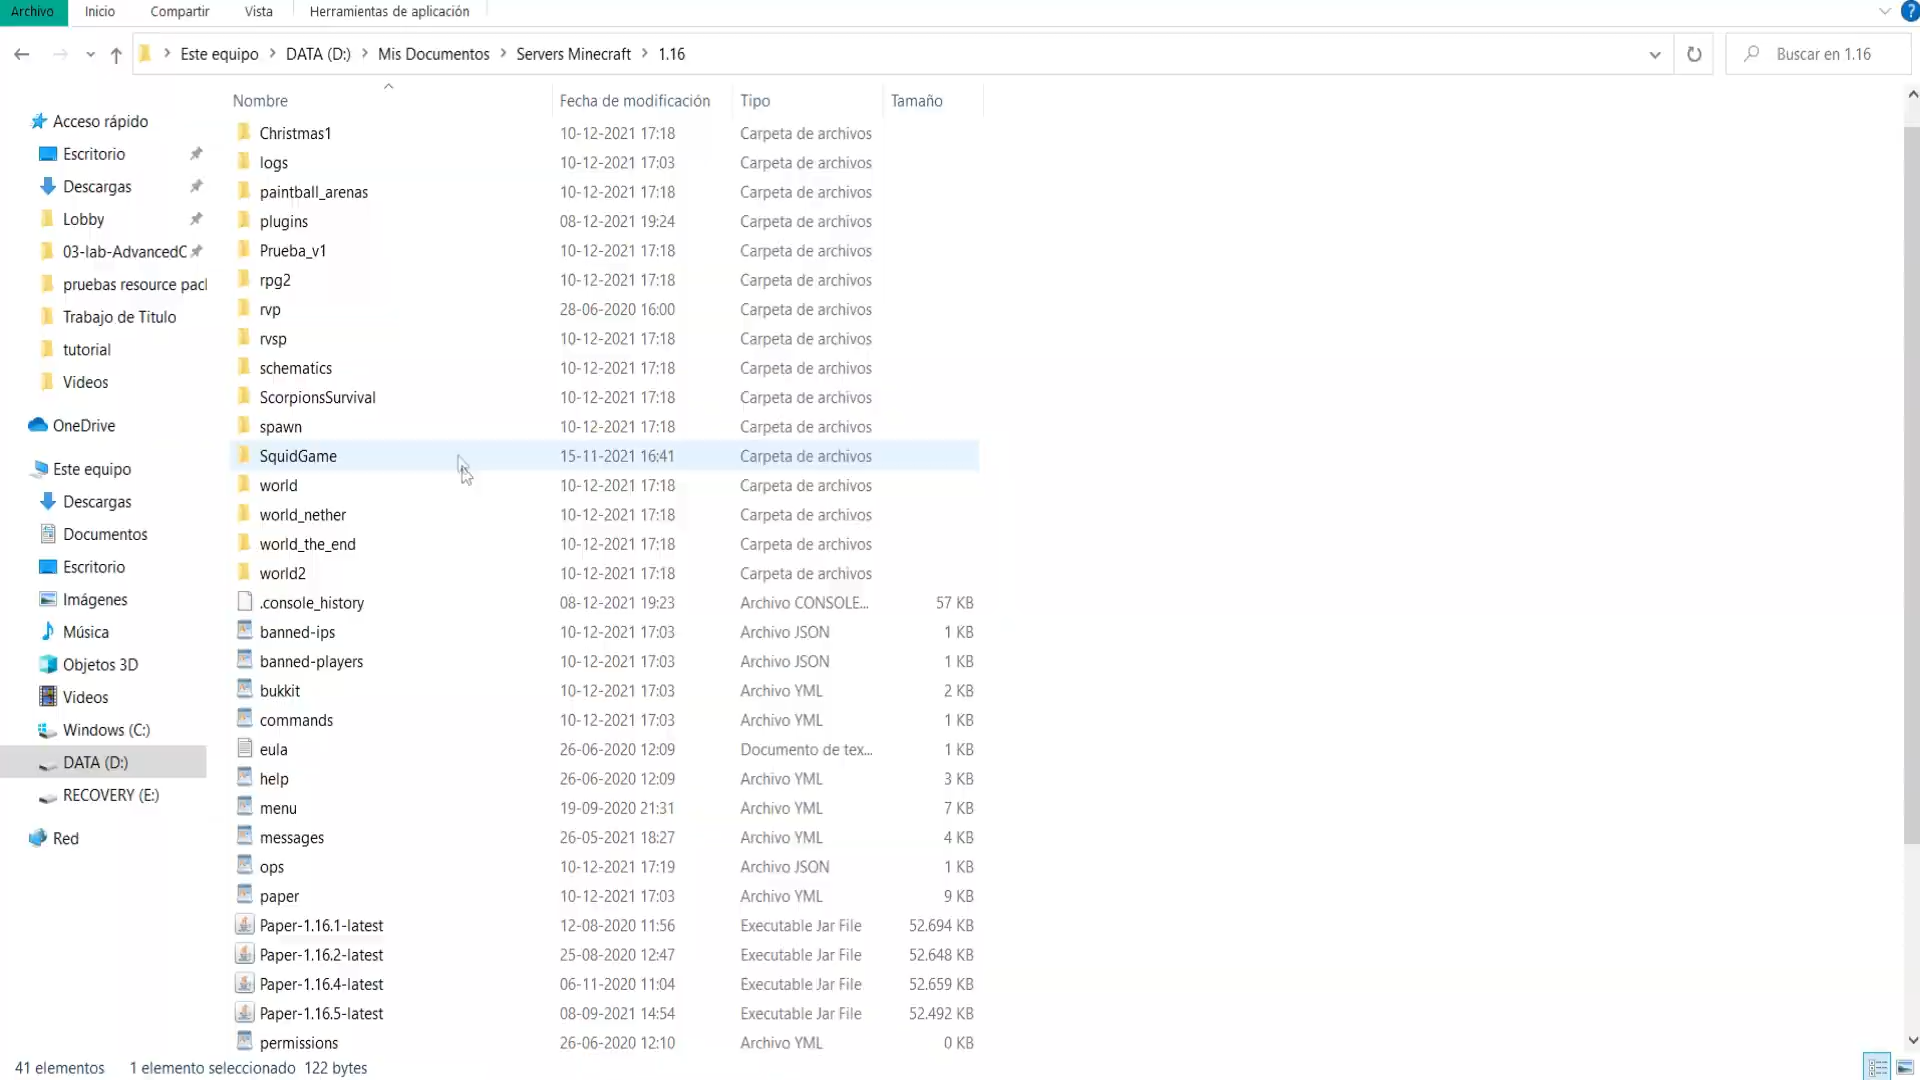 Archivo Inicio Compartir Vista Herramientas de aplicación ?
Este equipo DATA (D:) Mis Documentos Servers Minecraft 1.16 Buscar en 1.16
Nombre Fecha de modificación Tipo Tamaño
Acceso rápido
Escritorio
Descargas
Lobby
03-lab-AdvancedC
pruebas resource pacl
Trabajo de Titulo
tutorial
Videos
OneDrive
Este equipo
Descargas
Documentos
Escritorio
Imágenes
Música
Objetos 3D
Videos
Windows (C:)
DATA (D:)
RECOVERY (E:)
Red
Christmas1 10-12-2021 17:18 Carpeta de archivos
logs 10-12-2021 17:03 Carpeta de archivos
paintball_arenas 10-12-2021 17:18 Carpeta de archivos
plugins 08-12-2021 19:24 Carpeta de archivos
Prueba_v1 10-12-2021 17:18 Carpeta de archivos
rpg2 10-12-2021 17:18 Carpeta de archivos
rvp 28-06-2020 16:00 Carpeta de archivos
rvsp 10-12-2021 17:18 Carpeta de archivos
schematics 10-12-2021 17:18 Carpeta de archivos
ScorpionsSurvival 10-12-2021 17:18 Carpeta de archivos
spawn 10-12-2021 17:18 Carpeta de archivos
SquidGame 15-11-2021 16:41 Carpeta de archivos
world 10-12-2021 17:18 Carpeta de archivos
world_nether 10-12-2021 17:18 Carpeta de archivos
world_the_end 10-12-2021 17:18 Carpeta de archivos
world2 10-12-2021 17:18 Carpeta de archivos
.console_history 08-12-2021 19:23 Archivo CONSOLE... 57 KB
banned-ips 10-12-2021 17:03 Archivo JSON 1 KB
banned-players 10-12-2021 17:03 Archivo JSON 1 KB
bukkit 10-12-2021 17:03 Archivo YML 2 KB
commands 10-12-2021 17:03 Archivo YML 1 KB
eula 26-06-2020 12:09 Documento de tex... 1 KB
help 26-06-2020 12:09 Archivo YML 3 KB
menu 19-09-2020 21:31 Archivo YML 7 KB
messages 26-05-2021 18:27 Archivo YML 4 KB
ops 10-12-2021 17:19 Archivo JSON 1 KB
paper 10-12-2021 17:03 Archivo YML 9 KB
Paper-1.16.1-latest 12-08-2020 11:56 Executable Jar File 52.694 KB
Paper-1.16.2-latest 25-08-2020 12:47 Executable Jar File 52.648 KB
Paper-1.16.4-latest 06-11-2020 11:04 Executable Jar File 52.659 KB
Paper-1.16.5-latest 08-09-2021 14:54 Executable Jar File 52.492 KB
permissions 26-06-2020 12:10 Archivo YML 0 KB
41 elementos 1 elemento seleccionado 122 bytes